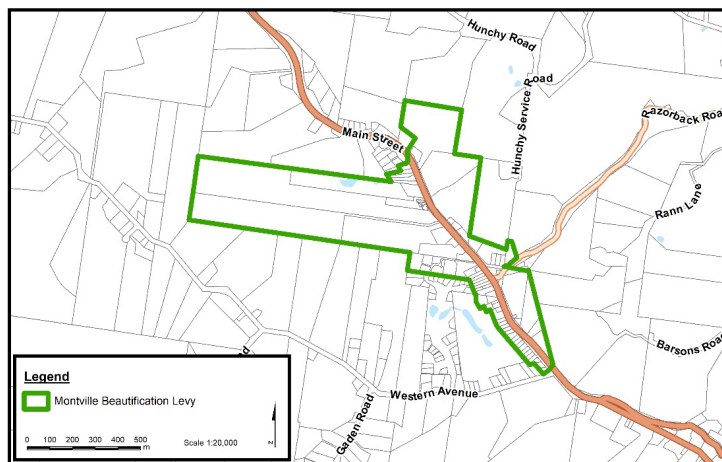 Hunchy Road
Hunchy Service Road
Razorback Road
Main Street
Rann Lane
Barsons Road
Western Avenue
Gaden Road
Legend
Montville Beautification Levy
0 100 200 300 400 500
m
Scale 1:20,000
N